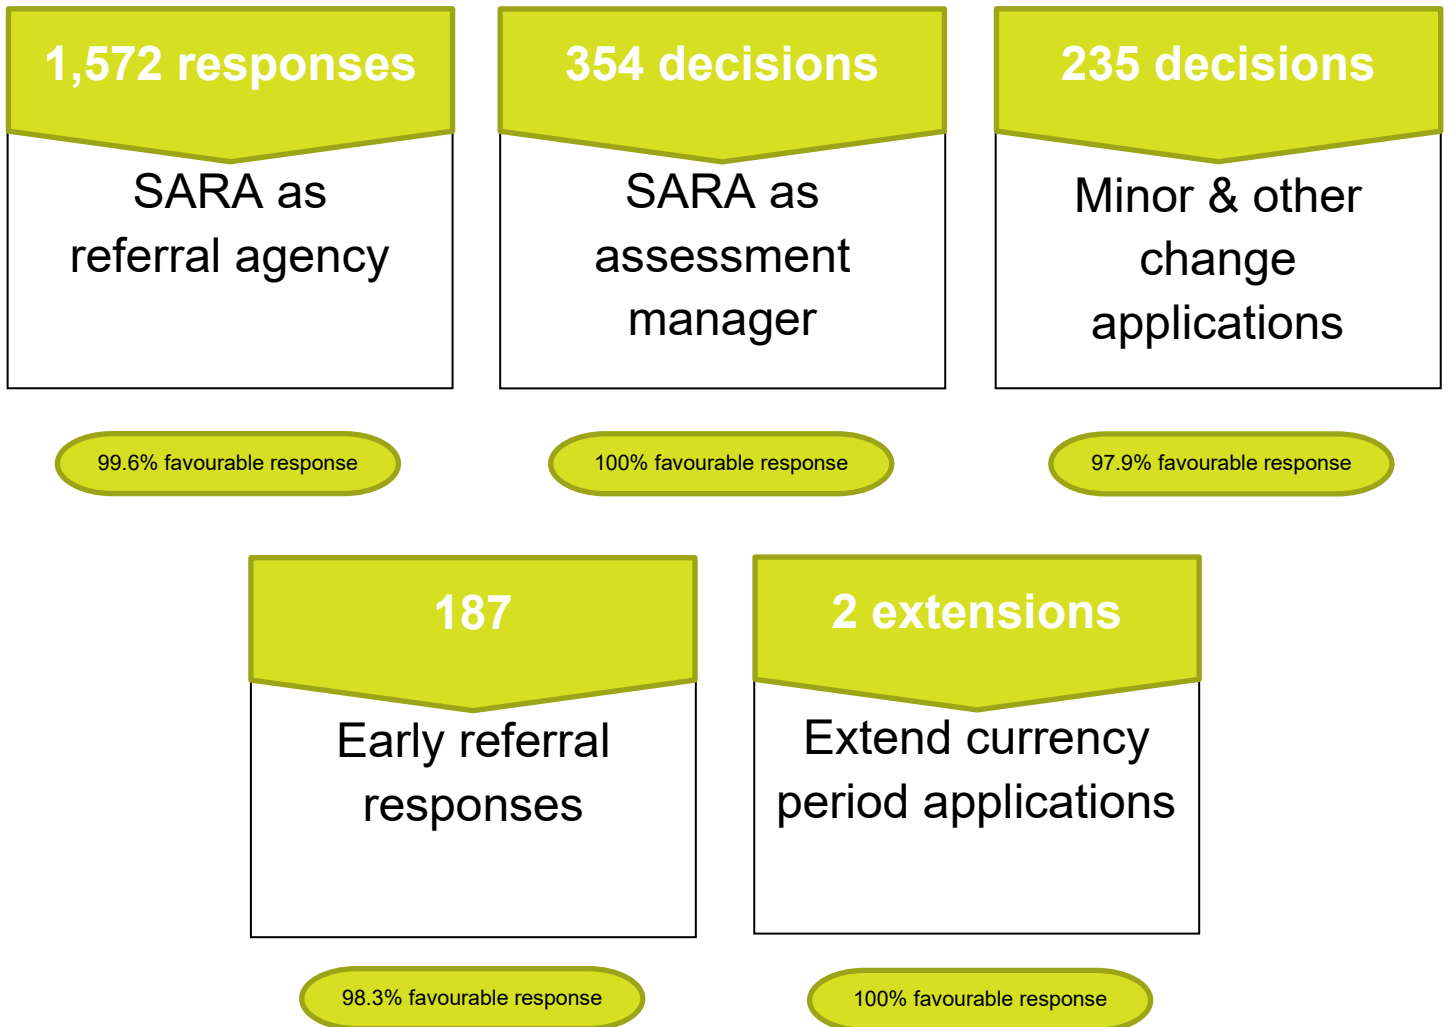 1,572 responses
SARA as
referral agency
99.6% favourable response
354 decisions
SARA as
assessment
manager
100% favourable response
235 decisions
Minor & other
change
applications
97.9% favourable response
187
Early referral
responses
98.3% favourable response
2 extensions
Extend currency
period applications
100% favourable response